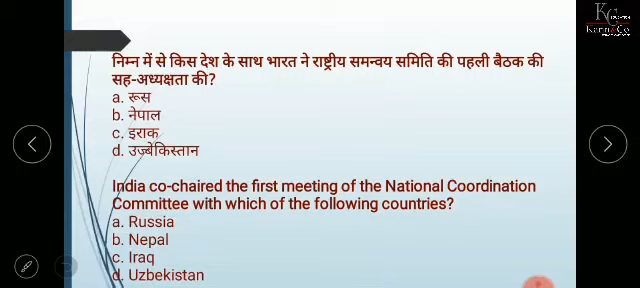 निम्न में से किस देश के साथ भारत ने राष्ट्रीय समन्वय समिति की पहली बैठक की
सह-अध्यक्षता की?
a. रूस
b. नेपाल
c. इराक
d. उज्बेकिस्तान
India co-chaired the first meeting of the National Coordination
Committee with which of the following countries?
a. Russia
b. Nepal
c. Iraq
d. Uzbekistan